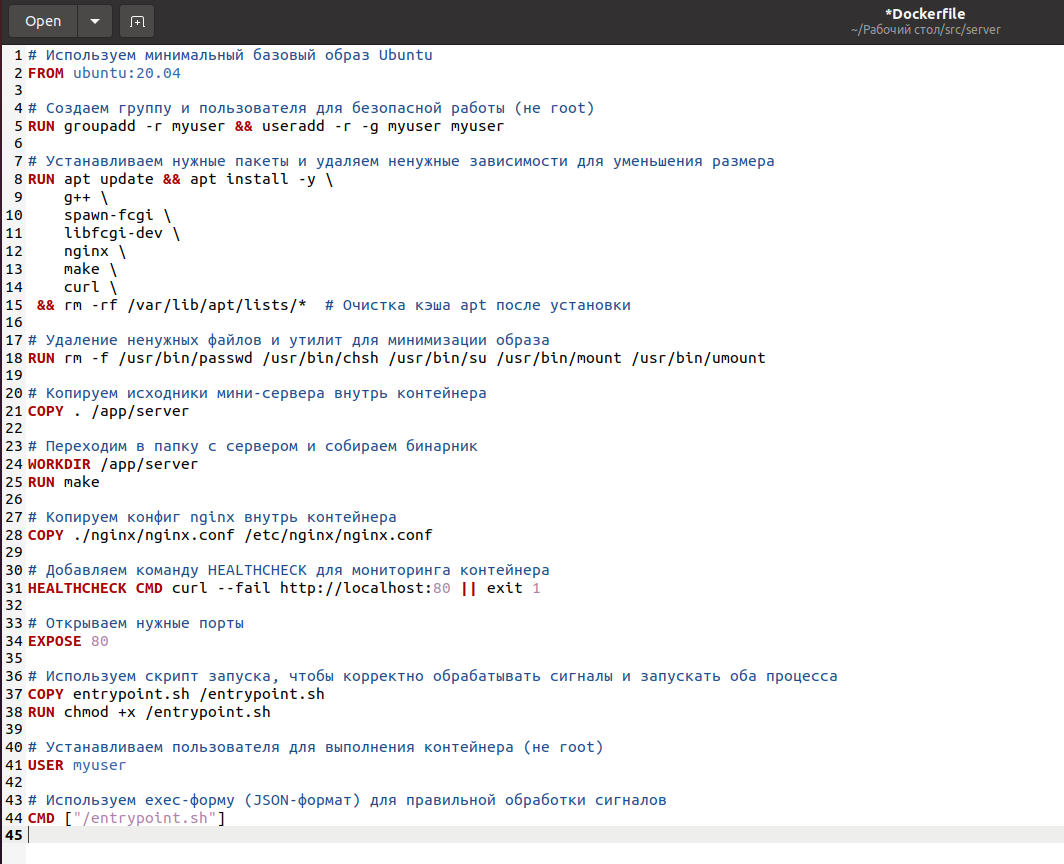 Open
*Dockerfile
~/Рабочий стол/src/server
1 # Используем минимальный базовый образ Ubuntu
2 FROM ubuntu:20.04
3
4 # Создаем группу и пользователя для безопасной работы (не root)
5 RUN groupadd -r myuser && useradd -r -g myuser myuser
6
7 # Устанавливаем нужные пакеты и удаляем ненужные зависимости для уменьшения размера
8 RUN apt update && apt install -y \
9     g++ \
10     spawn-fcgi \
11     libfcgi-dev \
12     nginx \
13     make \
14     curl \
15  && rm -rf /var/lib/apt/lists/*  # Очистка кэша apt после установки
16
17 # Удаление ненужных файлов и утилит для минимизации образа
18 RUN rm -f /usr/bin/passwd /usr/bin/chsh /usr/bin/su /usr/bin/mount /usr/bin/umount
19
20 # Копируем исходники мини-сервера внутрь контейнера
21 COPY . /app/server
22
23 # Переходим в папку с сервером и собираем бинарник
24 WORKDIR /app/server
25 RUN make
26
27 # Копируем конфиг nginx внутрь контейнера
28 COPY ./nginx/nginx.conf /etc/nginx/nginx.conf
29
30 # Добавляем команду HEALTHCHECK для мониторинга контейнера
31 HEALTHCHECK CMD curl --fail http://localhost:80 || exit 1
32
33 # Открываем нужные порты
34 EXPOSE 80
35
36 # Используем скрипт запуска, чтобы корректно обрабатывать сигналы и запускать оба процесса
37 COPY entrypoint.sh /entrypoint.sh
38 RUN chmod +x /entrypoint.sh
39
40 # Устанавливаем пользователя для выполнения контейнера (не root)
41 USER myuser
42
43 # Используем exec-форму (JSON-формат) для правильной обработки сигналов
44 CMD ["/entrypoint.sh"]
45